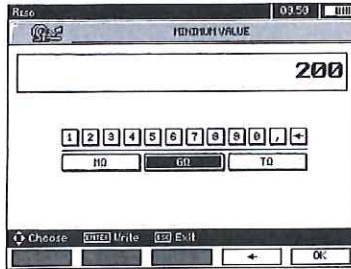 RISO 09.50
MINIMUM VALUE
200
1 2 3 4 5 6 7 8 9 0 , ←
MΩ GΩ TΩ
Choose ENTER Write ESC Exit
← OK